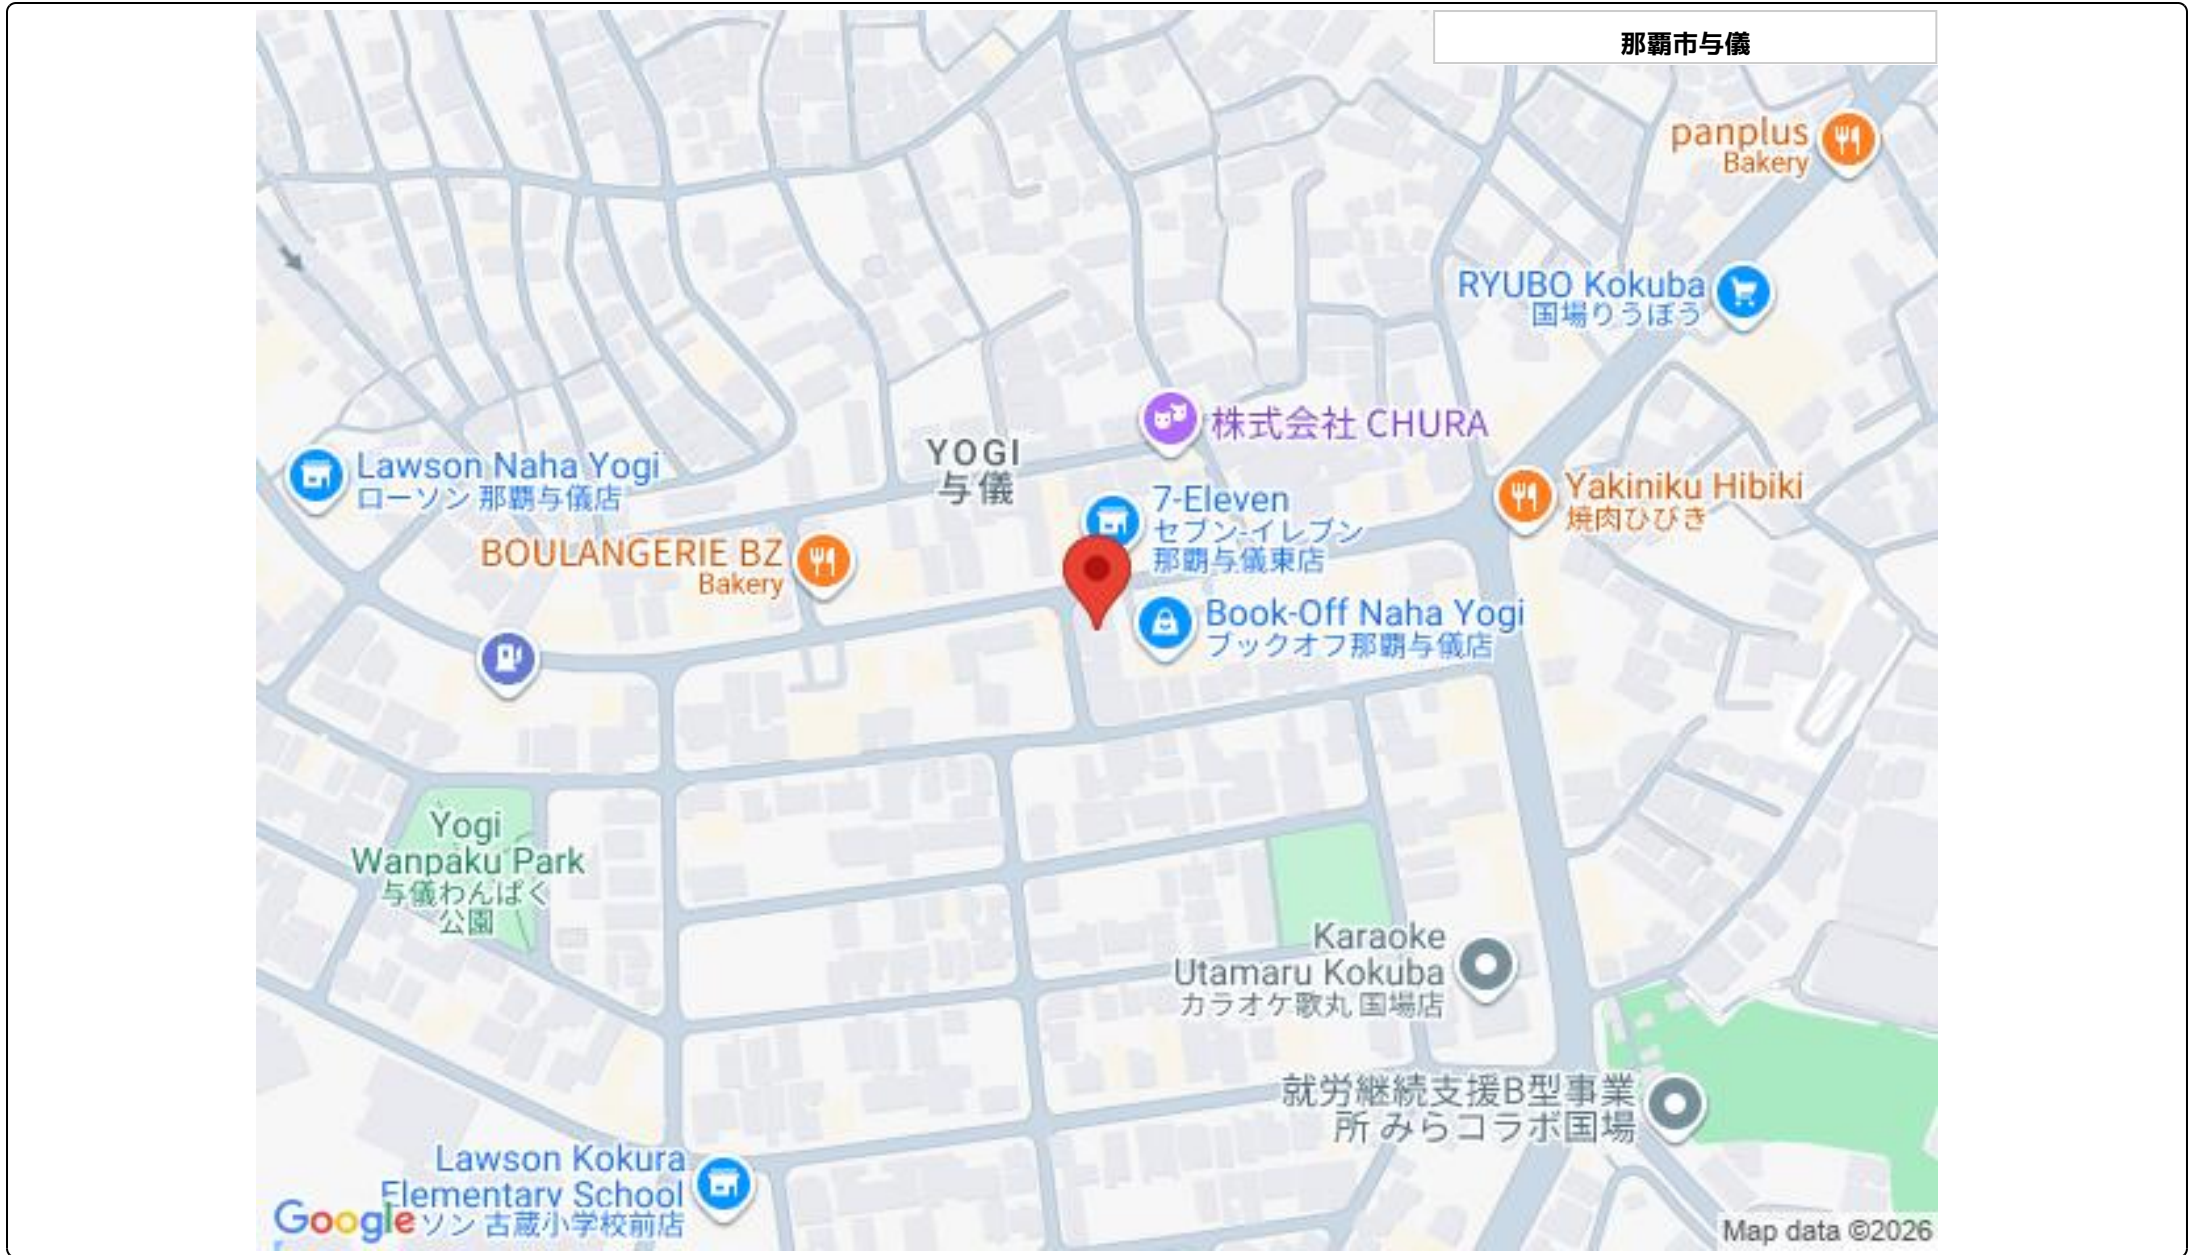 那覇市与儀
panplus
Bakery
RYUBO Kokuba
国場りうぼう
株式会社 CHURA
YOGI
与儀
Lawson Naha Yogi
ローソン 那覇与儀店
7-Eleven
セブン-イレブン
那覇与儀東店
Yakiniku Hibiki
焼肉ひびき
BOULANGERIE BZ
Bakery
Book-Off Naha Yogi
ブックオフ那覇与儀店
Yogi
Wanpaku Park
与儀わんぱく
公園
Karaoke
Utamaru Kokuba
カラオケ歌丸 国場店
就労継続支援B型事業
所 みらコラボ国場
Lawson Kokura
Elementary School
ソン 古蔵小学校前店
Google
Map data ©2026